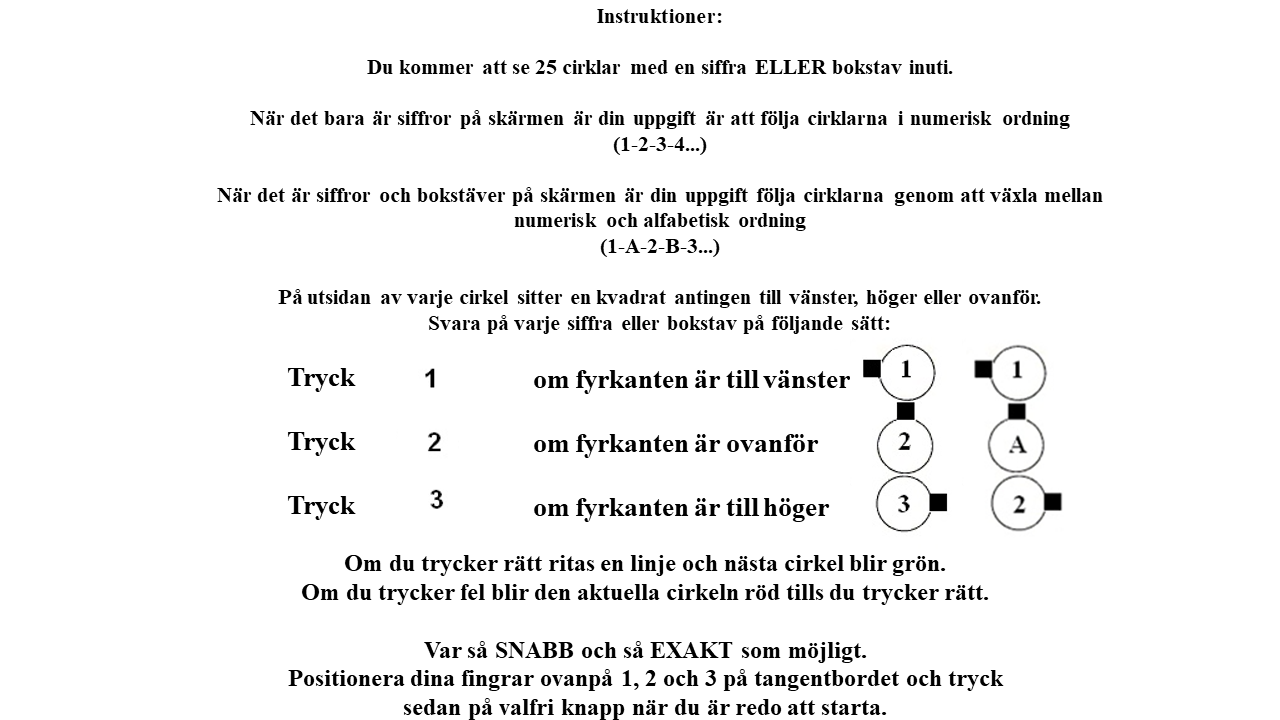 Instruktioner:
Du kommer att se 25 cirklar med en siffra ELLER bokstav inuti.
När det bara är siffror på skärmen är din uppgift är att följa cirklarna i numerisk ordning
(1-2-3-4...)
När det är siffror och bokstäver på skärmen är din uppgift följa cirklarna genom att växla mellan
numerisk och alfabetisk ordning
(1-A-2-B-3...)
På utsidan av varje cirkel sitter en kvadrat antingen till vänster, höger eller ovanför.
Svara på varje siffra eller bokstav på följande sätt:
Tryck 1 om fyrkanten är till vänster 1 1
Tryck 2 om fyrkanten är ovanför 2 A
Tryck 3 om fyrkanten är till höger 3 2
Om du trycker rätt ritas en linje och nästa cirkel blir grön.
Om du trycker fel blir den aktuella cirkeln röd tills du trycker rätt.
Var så SNABB och så EXAKT som möjligt.
Positionera dina fingrar ovanpå 1, 2 och 3 på tangentbordet och tryck
sedan på valfri knapp när du är redo att starta.